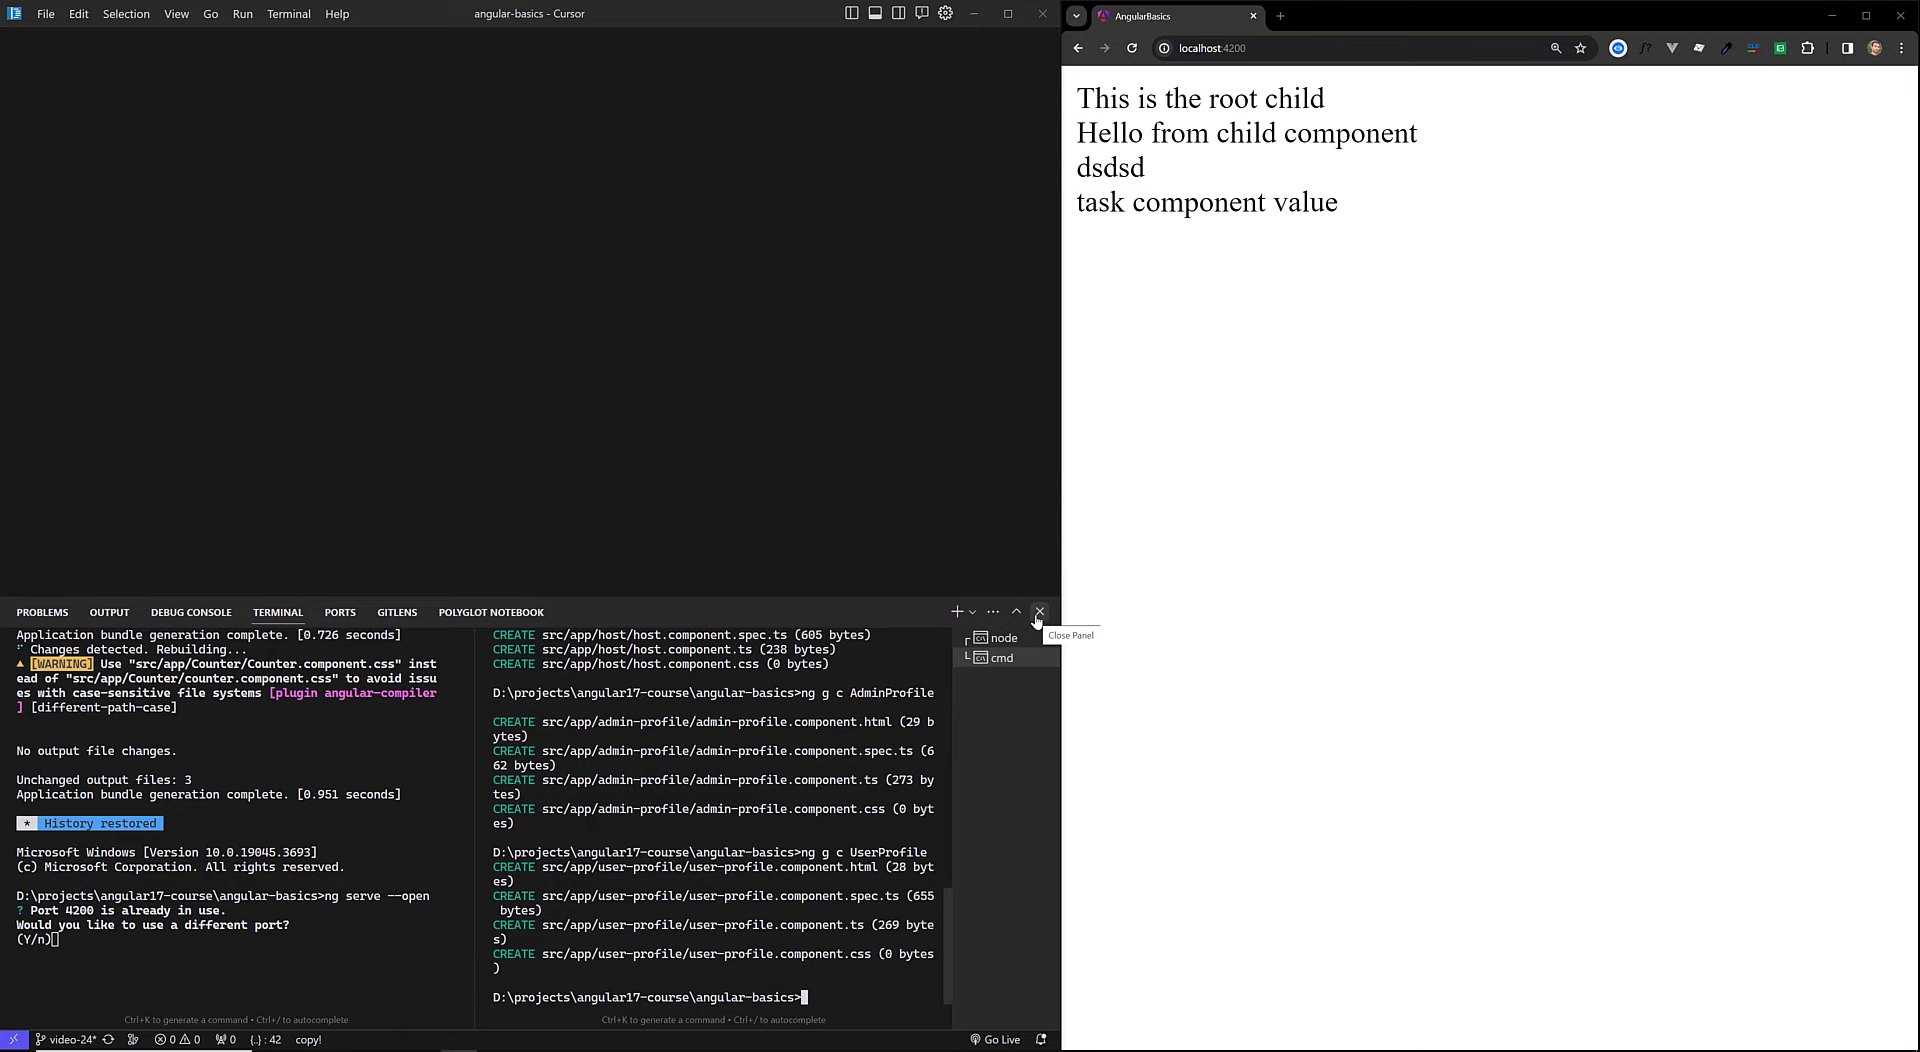 File Edit Selection View Go Run Terminal Help
angular-basics - Cursor
PROBLEMS OUTPUT DEBUG CONSOLE TERMINAL PORTS GITLENS POLYGLOT NOTEBOOK
Application bundle generation complete. [0.726 seconds]
Changes detected. Rebuilding...
▲ [WARNING] Use "src/app/Counter/Counter.component.css" inst
ead of "src/app/Counter/counter.component.css" to avoid issu
es with case-sensitive file systems [plugin angular-compiler
] [different-path-case]
No output file changes.
Unchanged output files: 3
Application bundle generation complete. [0.951 seconds]
* History restored
Microsoft Windows [Version 10.0.19045.3693]
(c) Microsoft Corporation. All rights reserved.
D:\projects\angular17-course\angular-basics>ng serve --open
? Port 4200 is already in use.
Would you like to use a different port?
(Y/n)
Ctrl+K to generate a command • Ctrl+/ to autocomplete
CREATE src/app/host/host.component.spec.ts (605 bytes)
CREATE src/app/host/host.component.ts (238 bytes)
CREATE src/app/host/host.component.css (0 bytes)
D:\projects\angular17-course\angular-basics>ng g c AdminProfile
CREATE src/app/admin-profile/admin-profile.component.html (29 b
ytes)
CREATE src/app/admin-profile/admin-profile.component.spec.ts (6
62 bytes)
CREATE src/app/admin-profile/admin-profile.component.ts (273 by
tes)
CREATE src/app/admin-profile/admin-profile.component.css (0 byt
es)
D:\projects\angular17-course\angular-basics>ng g c UserProfile
CREATE src/app/user-profile/user-profile.component.html (28 byt
es)
CREATE src/app/user-profile/user-profile.component.spec.ts (655
bytes)
CREATE src/app/user-profile/user-profile.component.ts (269 byte
s)
CREATE src/app/user-profile/user-profile.component.css (0 bytes
)
D:\projects\angular17-course\angular-basics>
Ctrl+K to generate a command • Ctrl+/ to autocomplete
node
cmd
Close Panel
video-24* 0 0 0 {..} : 42 copy! Go Live
AngularBasics
localhost:4200
This is the root child
Hello from child component
dsdsd
task component value